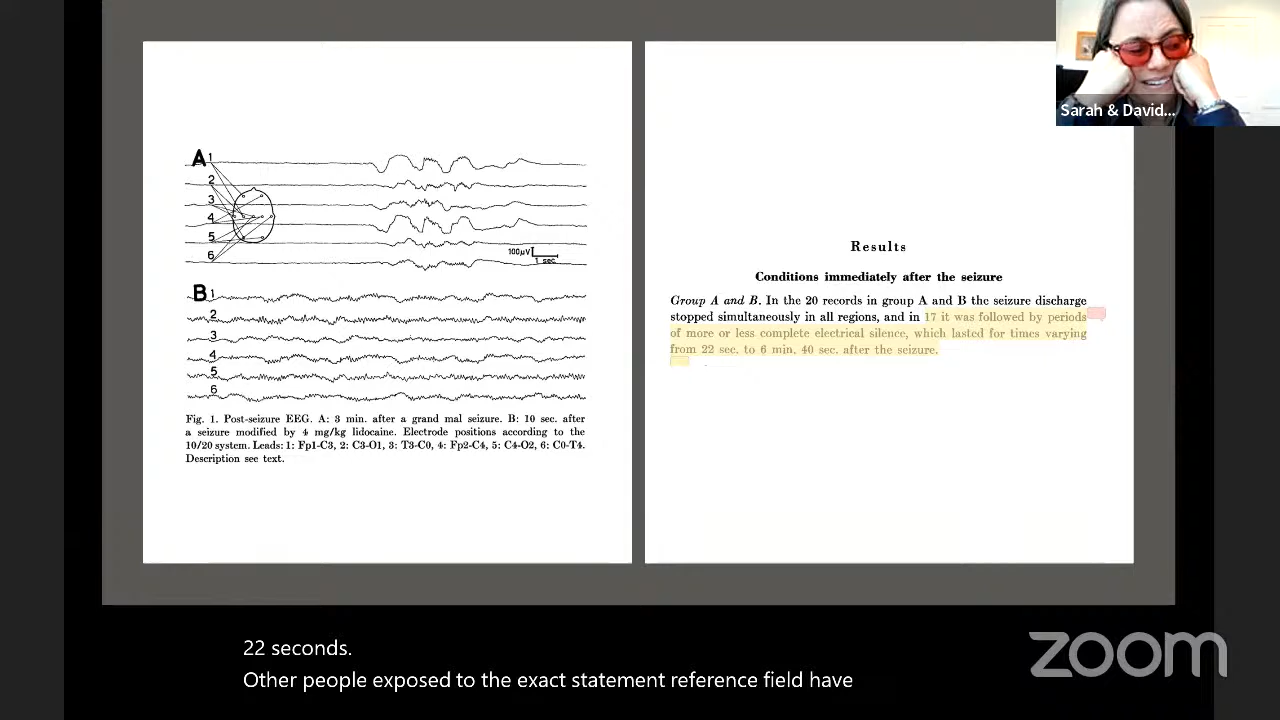 A 1
2
3
4
5
6
100µV
1 sec.
B 1
2
3
4
5
6
Fig. 1. Post-seizure EEG. A: 3 min. after a grand mal seizure. B: 10 sec. after
a seizure modified by 4 mg/kg lidocaine. Electrode positions according to the
10/20 system. Leads: 1: Fp1-C3, 2: C3-O1, 3: T3-C0, 4: Fp2-C4, 5: C4-O2, 6: C0-T4.
Description see text.
Results
Conditions immediately after the seizure
Group A and B. In the 20 records in group A and B the seizure discharge
stopped simultaneously in all regions, and in 17 it was followed by periods
of more or less complete electrical silence, which lasted for times varying
from 22 sec. to 6 min. 40 sec. after the seizure.
Sarah & David...
22 seconds.
Other people exposed to the exact statement reference field have
zoom